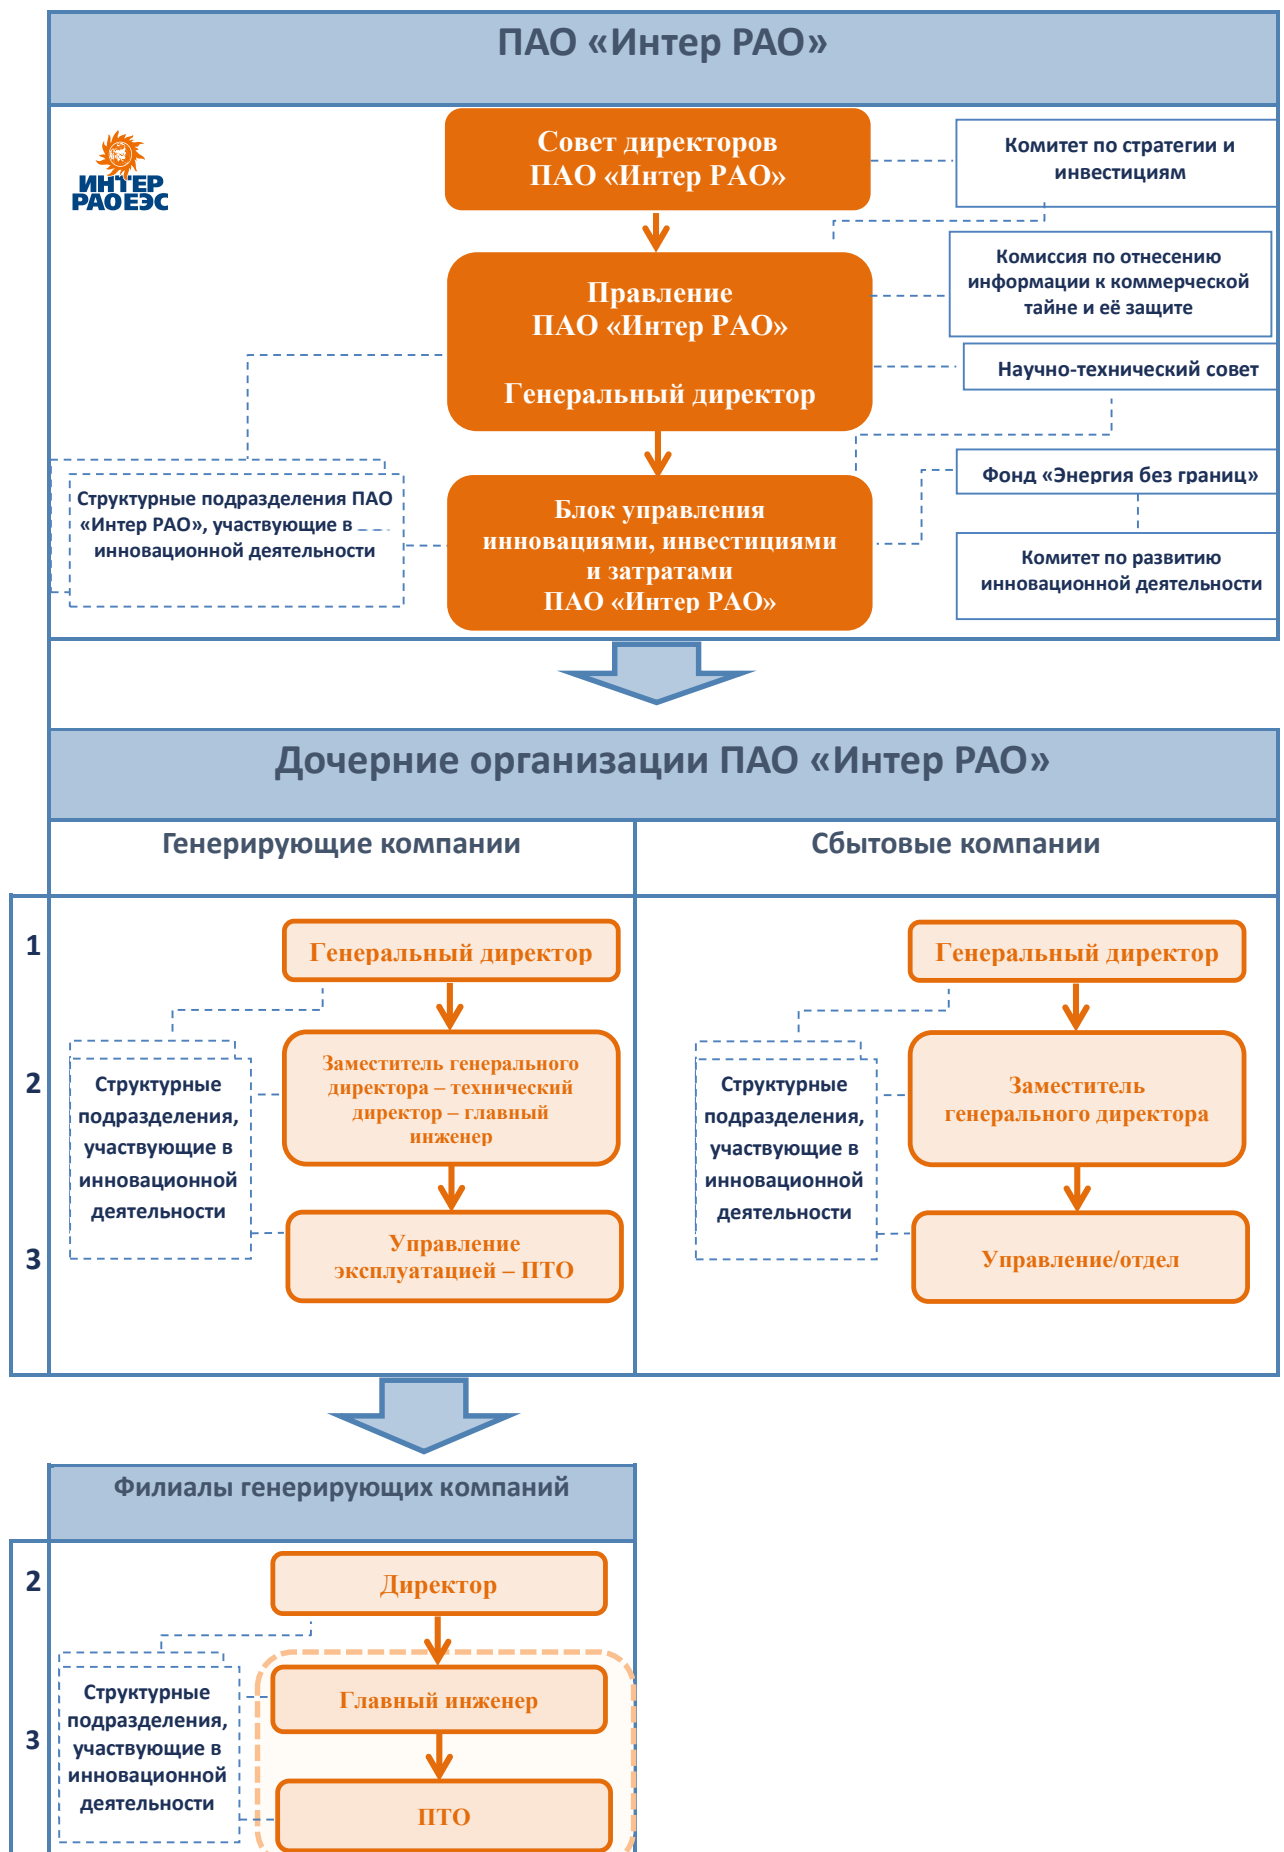 ПАО «Интер РАО»
ИНТЕР
РАО ЕЭС
Совет директоров
ПАО «Интер РАО»
Комитет по стратегии и
инвестициям
Правление
ПАО «Интер РАО»
Генеральный директор
Комиссия по отнесению
информации к коммерческой
тайне и её защите
Научно-технический совет
Структурные подразделения ПАО
«Интер РАО», участвующие в
инновационной деятельности
Блок управления
инновациями, инвестициями
и затратами
ПАО «Интер РАО»
Фонд «Энергия без границ»
Комитет по развитию
инновационной деятельности
Дочерние организации ПАО «Интер РАО»
Генерирующие компании
Сбытовые компании
1
Генеральный директор
Генеральный директор
2
Структурные
подразделения,
участвующие в
инновационной
деятельности
Заместитель генерального
директора – технический
директор – главный
инженер
Структурные
подразделения,
участвующие в
инновационной
деятельности
Заместитель
генерального директора
3
Управление
эксплуатацией – ПТО
Управление/отдел
Филиалы генерирующих компаний
2
Директор
Структурные
подразделения,
участвующие в
инновационной
деятельности
Главный инженер
3
ПТО